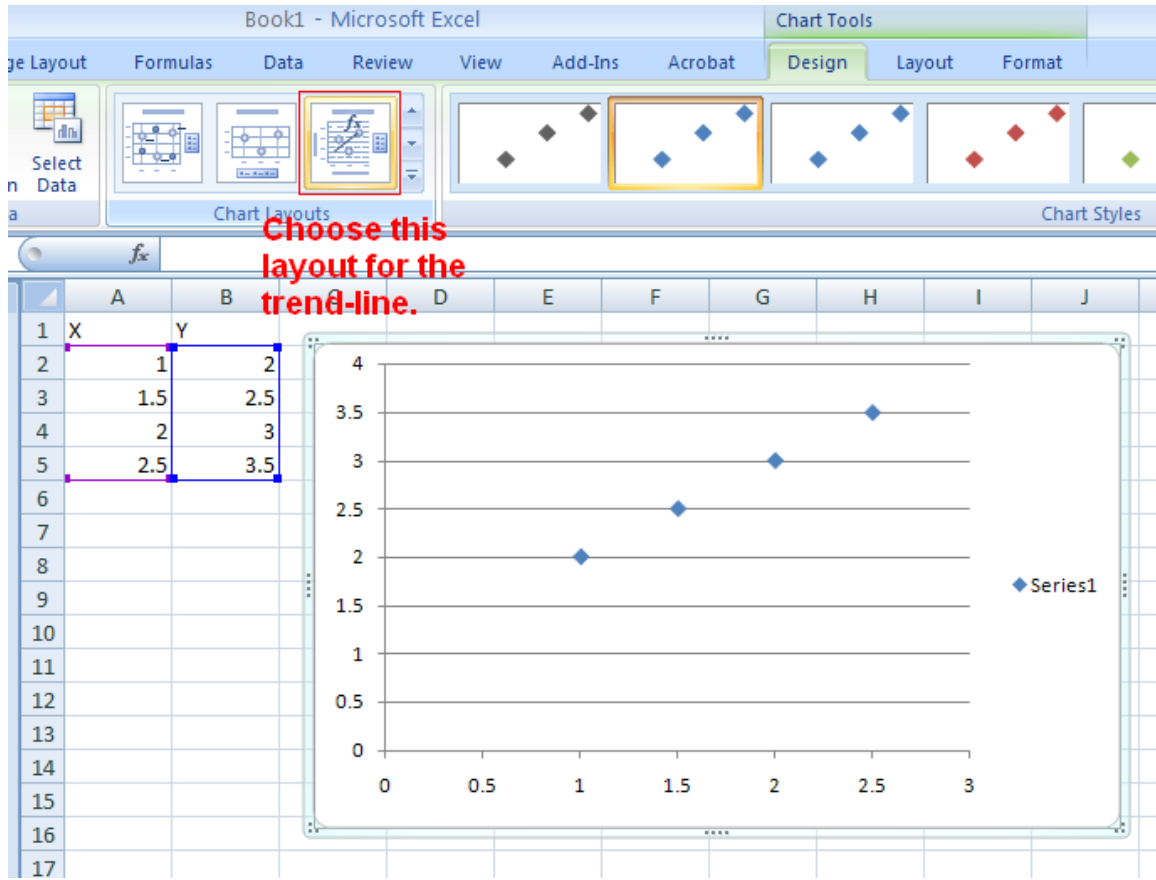 Book1 - Microsoft Excel
Chart Tools
ge Layout Formulas Data Review View Add-Ins Acrobat Design Layout Format
fx
Select
n Data
a Chart Layouts Chart Styles
Choose this
layout for the
trend-line.
fx
A B D E F G H I J
1 X Y
2 1 2
3 1.5 2.5
4 2 3
5 2.5 3.5
6
7
8
9
10
11
12
13
14
15
16
17
4
3.5
3
2.5
2
1.5
1
0.5
0
0 0.5 1 1.5 2 2.5 3
Series1